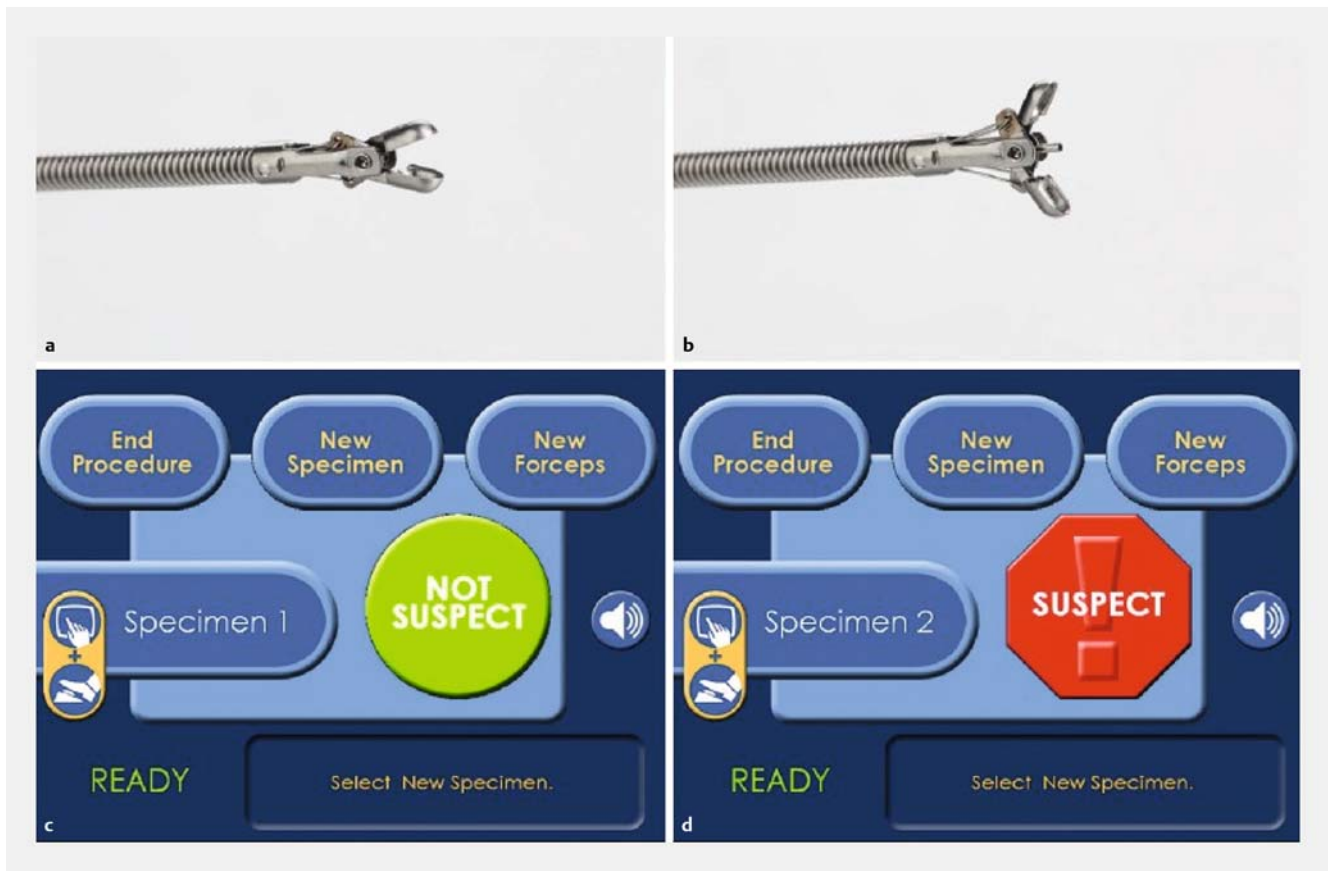 a
b
End
Procedure
New
Specimen
New
Forceps
NOT
SUSPECT
Specimen 1
READY
Select New Specimen.
c
End
Procedure
New
Specimen
New
Forceps
SUSPECT
Specimen 2
READY
Select New Specimen.
d